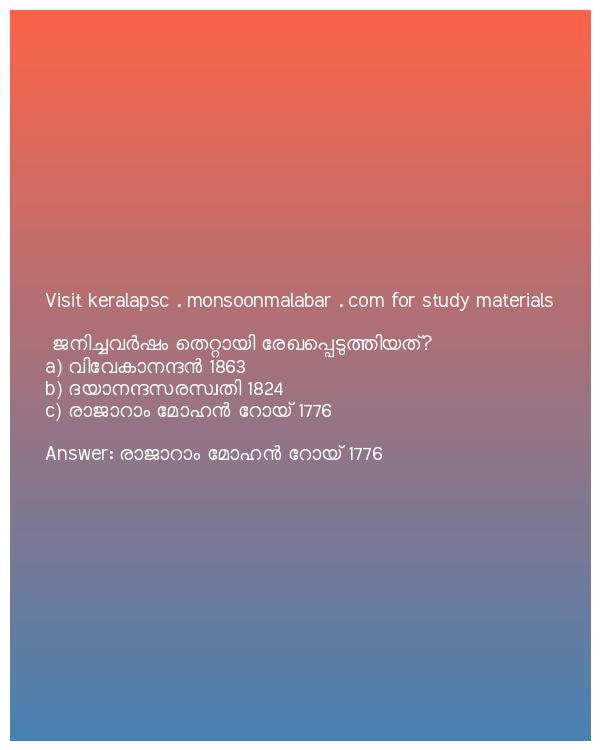 Visit keralapsc . monsoonmalabar . com for study materials
ജനിച്ചവർഷം തെറ്റായി രേഖപ്പെടുത്തിയത്?
a) വിവേകാനന്ദൻ 1863
b) ദയാനന്ദസരസ്വതി 1824
c) രാജാറാം മോഹൻ റോയ് 1776
Answer: രാജാറാം മോഹൻ റോയ് 1776